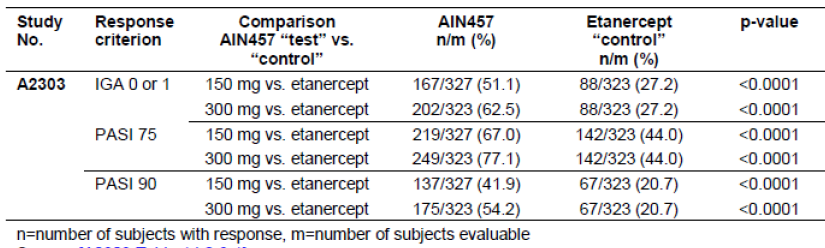 Study No. Response criterion Comparison AIN457 “test” vs. “control” AIN457 n/m (%) Etanercept “control” n/m (%) p-value
A2303 IGA 0 or 1 150 mg vs. etanercept 167/327 (51.1) 88/323 (27.2) <0.0001
300 mg vs. etanercept 202/323 (62.5) 88/323 (27.2) <0.0001
PASI 75 150 mg vs. etanercept 219/327 (67.0) 142/323 (44.0) <0.0001
300 mg vs. etanercept 249/323 (77.1) 142/323 (44.0) <0.0001
PASI 90 150 mg vs. etanercept 137/327 (41.9) 67/323 (20.7) <0.0001
300 mg vs. etanercept 175/323 (54.2) 67/323 (20.7) <0.0001
n=number of subjects with response, m=number of subjects evaluable